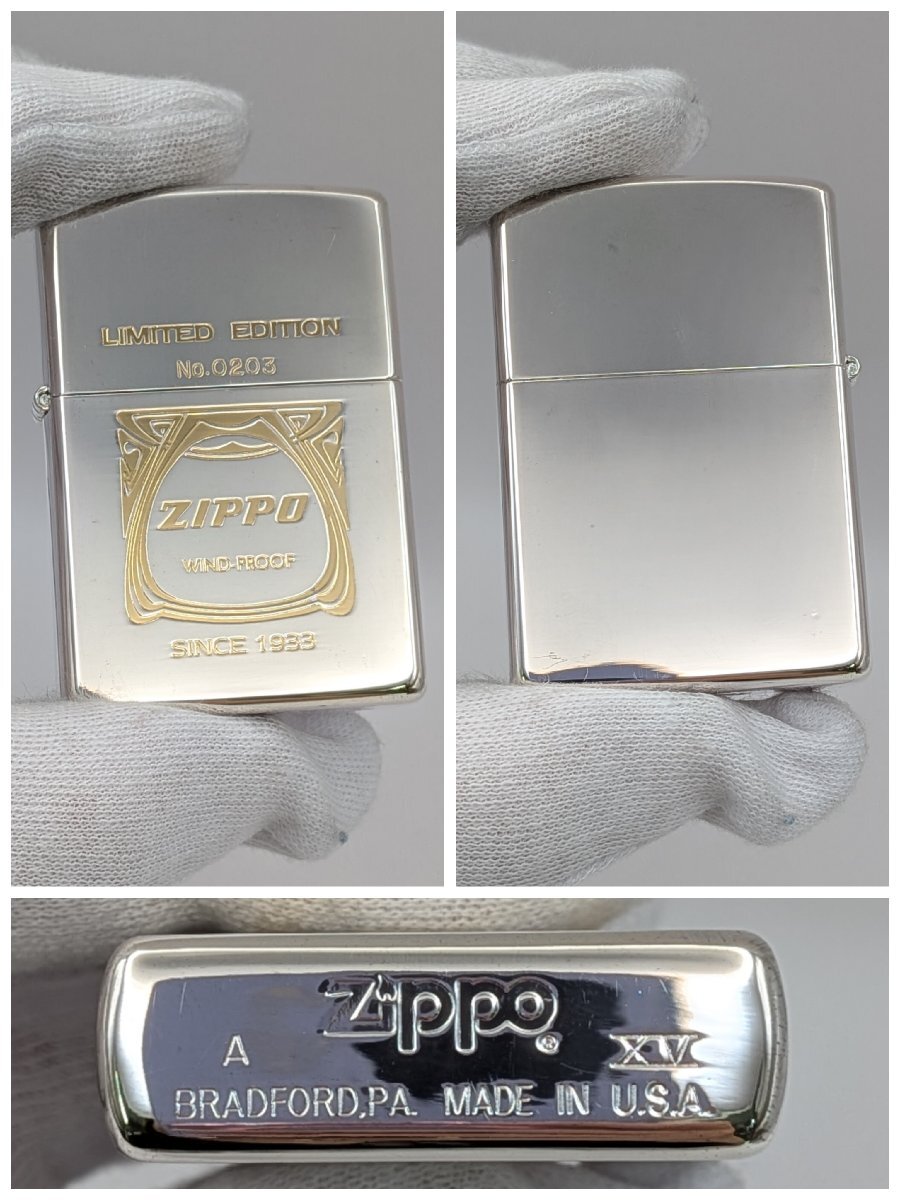 LIMITED EDITION
No.0203
ZIPPO
WIND-PROOF
SINCE 1933
Zippo®
A XV
BRADFORD,PA. MADE IN U.S.A.